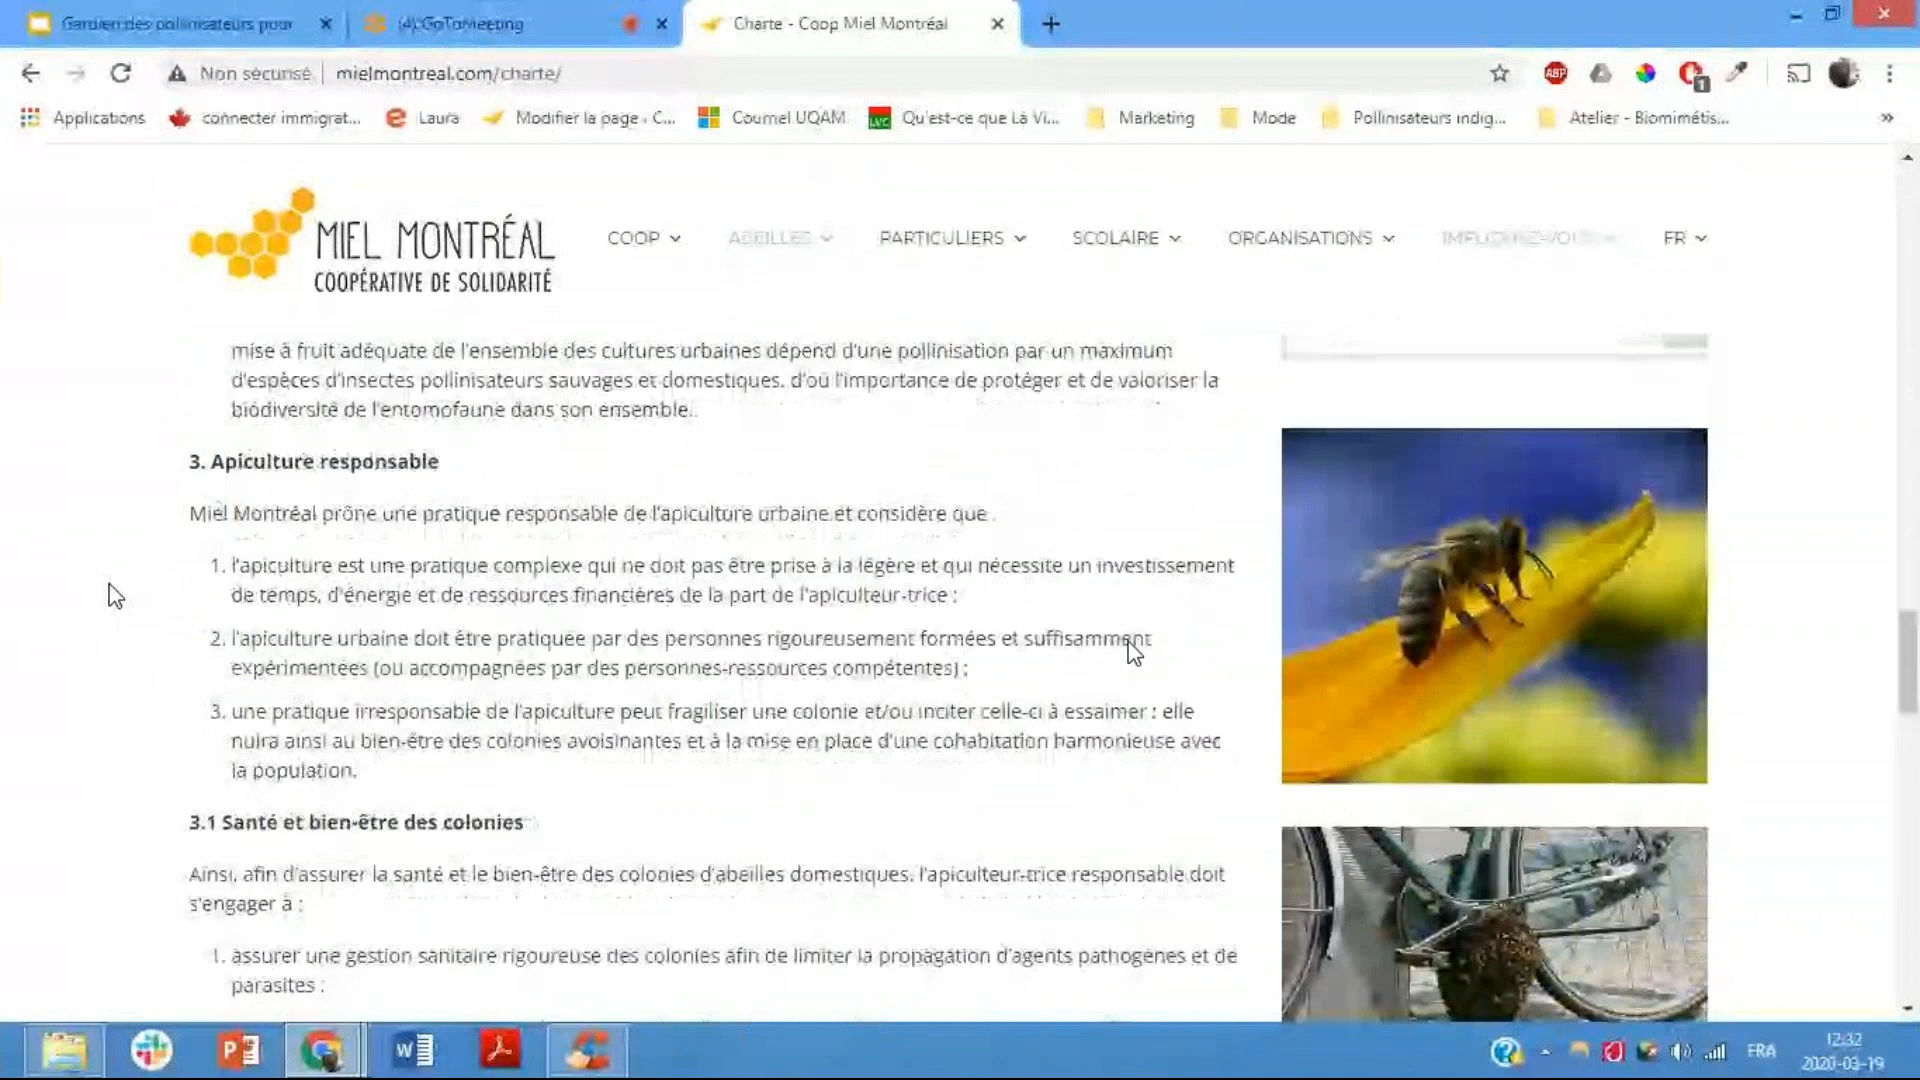 Gardien des pollinisateurs pour
(4) GoToMeeting
Charte - Coop Miel Montréal
Non sécurisé
mielmontreal.com/charte/
ABP
1
Applications
connecter immigrat...
Laura
Modifier la page ‹ C...
Courriel UQAM
LVC
Qu'est-ce que La Vi...
Marketing
Mode
Pollinisateurs indig...
Atelier - Biomimétis...
»
MIEL MONTRÉAL
COOPÉRATIVE DE SOLIDARITÉ
COOP
ABEILLES
PARTICULIERS
SCOLAIRE
ORGANISATIONS
IMPLIQUEZ-VOUS
FR
mise à fruit adéquate de l'ensemble des cultures urbaines dépend d'une pollinisation par un maximum
d'espèces d'insectes pollinisateurs sauvages et domestiques, d'où l'importance de protéger et de valoriser la
biodiversité de l'entomofaune dans son ensemble.
3. Apiculture responsable
Miel Montréal prône une pratique responsable de l'apiculture urbaine et considère que
1. l'apiculture est une pratique complexe qui ne doit pas être prise à la légère et qui nécessite un investissement
de temps, d'énergie et de ressources financières de la part de l'apiculteur-trice ;
2. l'apiculture urbaine doit être pratiquée par des personnes rigoureusement formées et suffisamment
expérimentées (ou accompagnées par des personnes-ressources compétentes) ;
3. une pratique irresponsable de l'apiculture peut fragiliser une colonie et/ou inciter celle-ci à essaimer ; elle
nuira ainsi au bien-être des colonies avoisinantes et à la mise en place d'une cohabitation harmonieuse avec
la population.
3.1 Santé et bien-être des colonies
Ainsi, afin d'assurer la santé et le bien-être des colonies d'abeilles domestiques, l'apiculteur-trice responsable doit
s'engager à :
1. assurer une gestion sanitaire rigoureuse des colonies afin de limiter la propagation d'agents pathogènes et de
parasites ;
FRA
12:32
2020-03-19